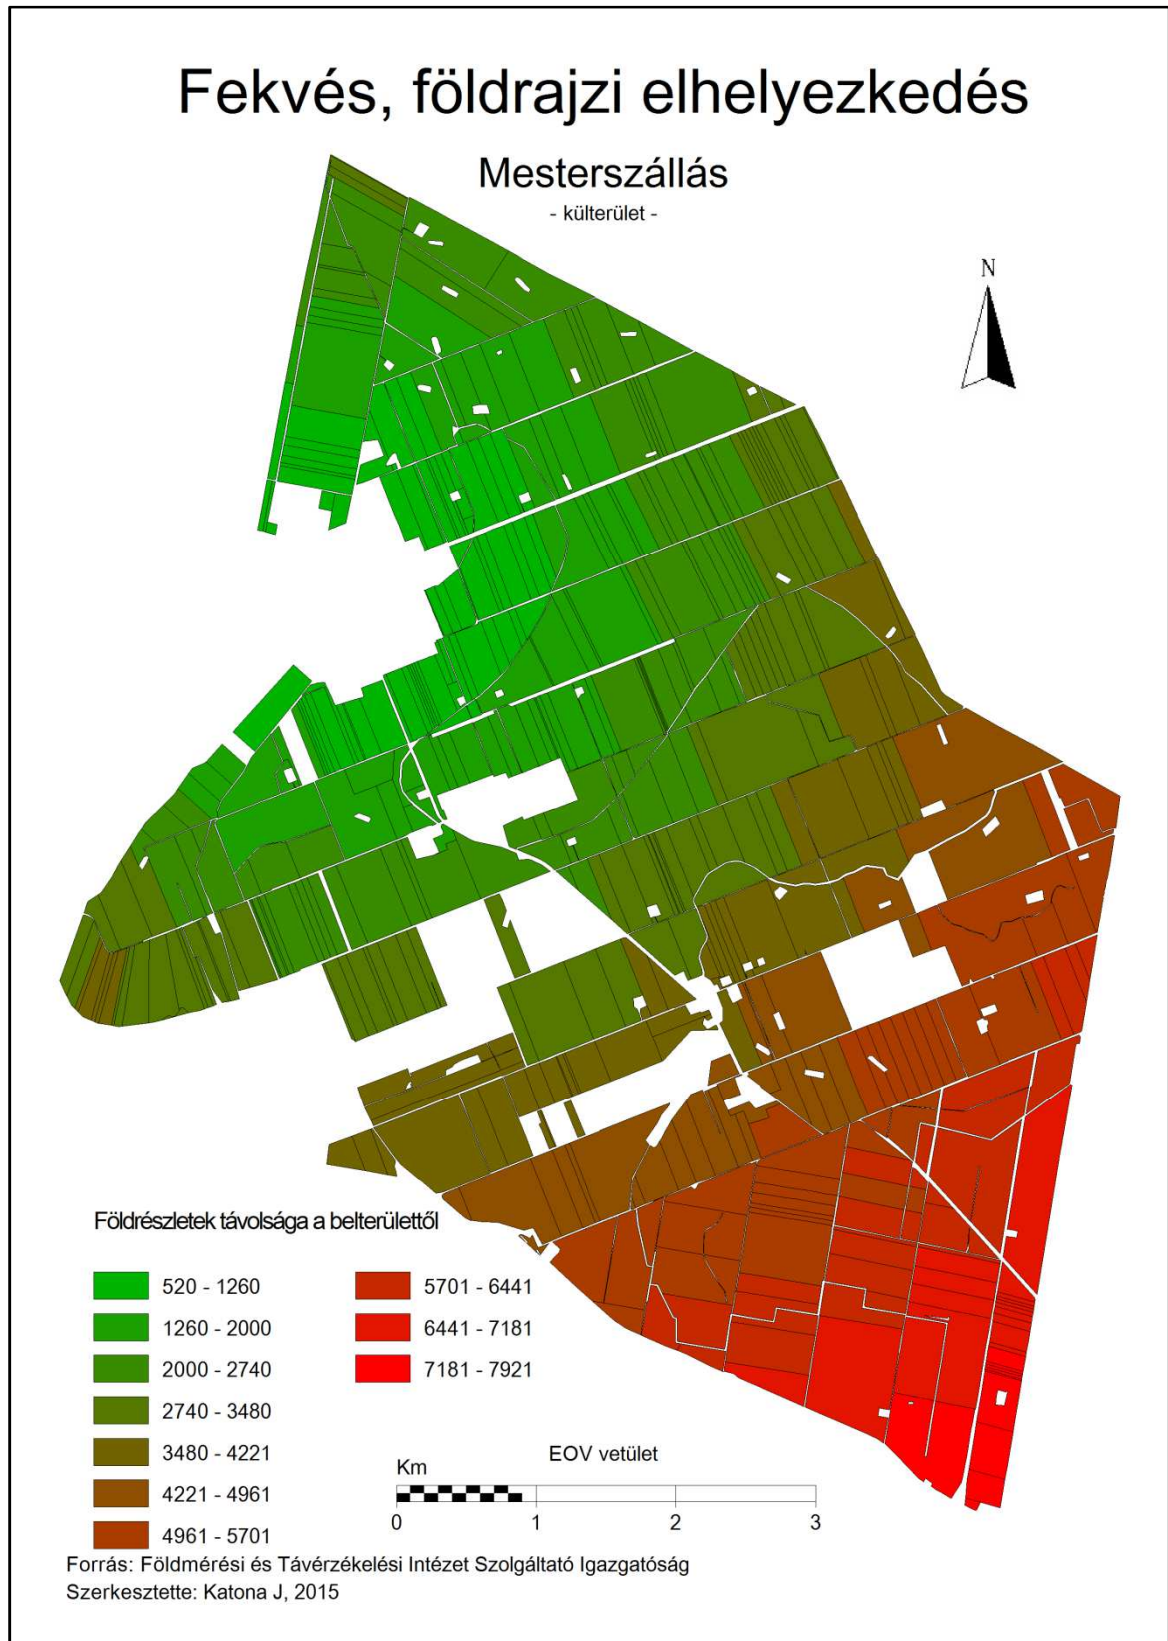 Fekvés, földrajzi elhelyezkedés
Mesterszállás
- külterület -
N
Földrészletek távolsága a belterülettől
520 - 1260
1260 - 2000
2000 - 2740
2740 - 3480
3480 - 4221
4221 - 4961
4961 - 5701
5701 - 6441
6441 - 7181
7181 - 7921
EOV vetület
Km
0 1 2 3
Forrás: Földmérési és Távérzékelési Intézet Szolgáltató Igazgatóság
Szerkesztette: Katona J, 2015